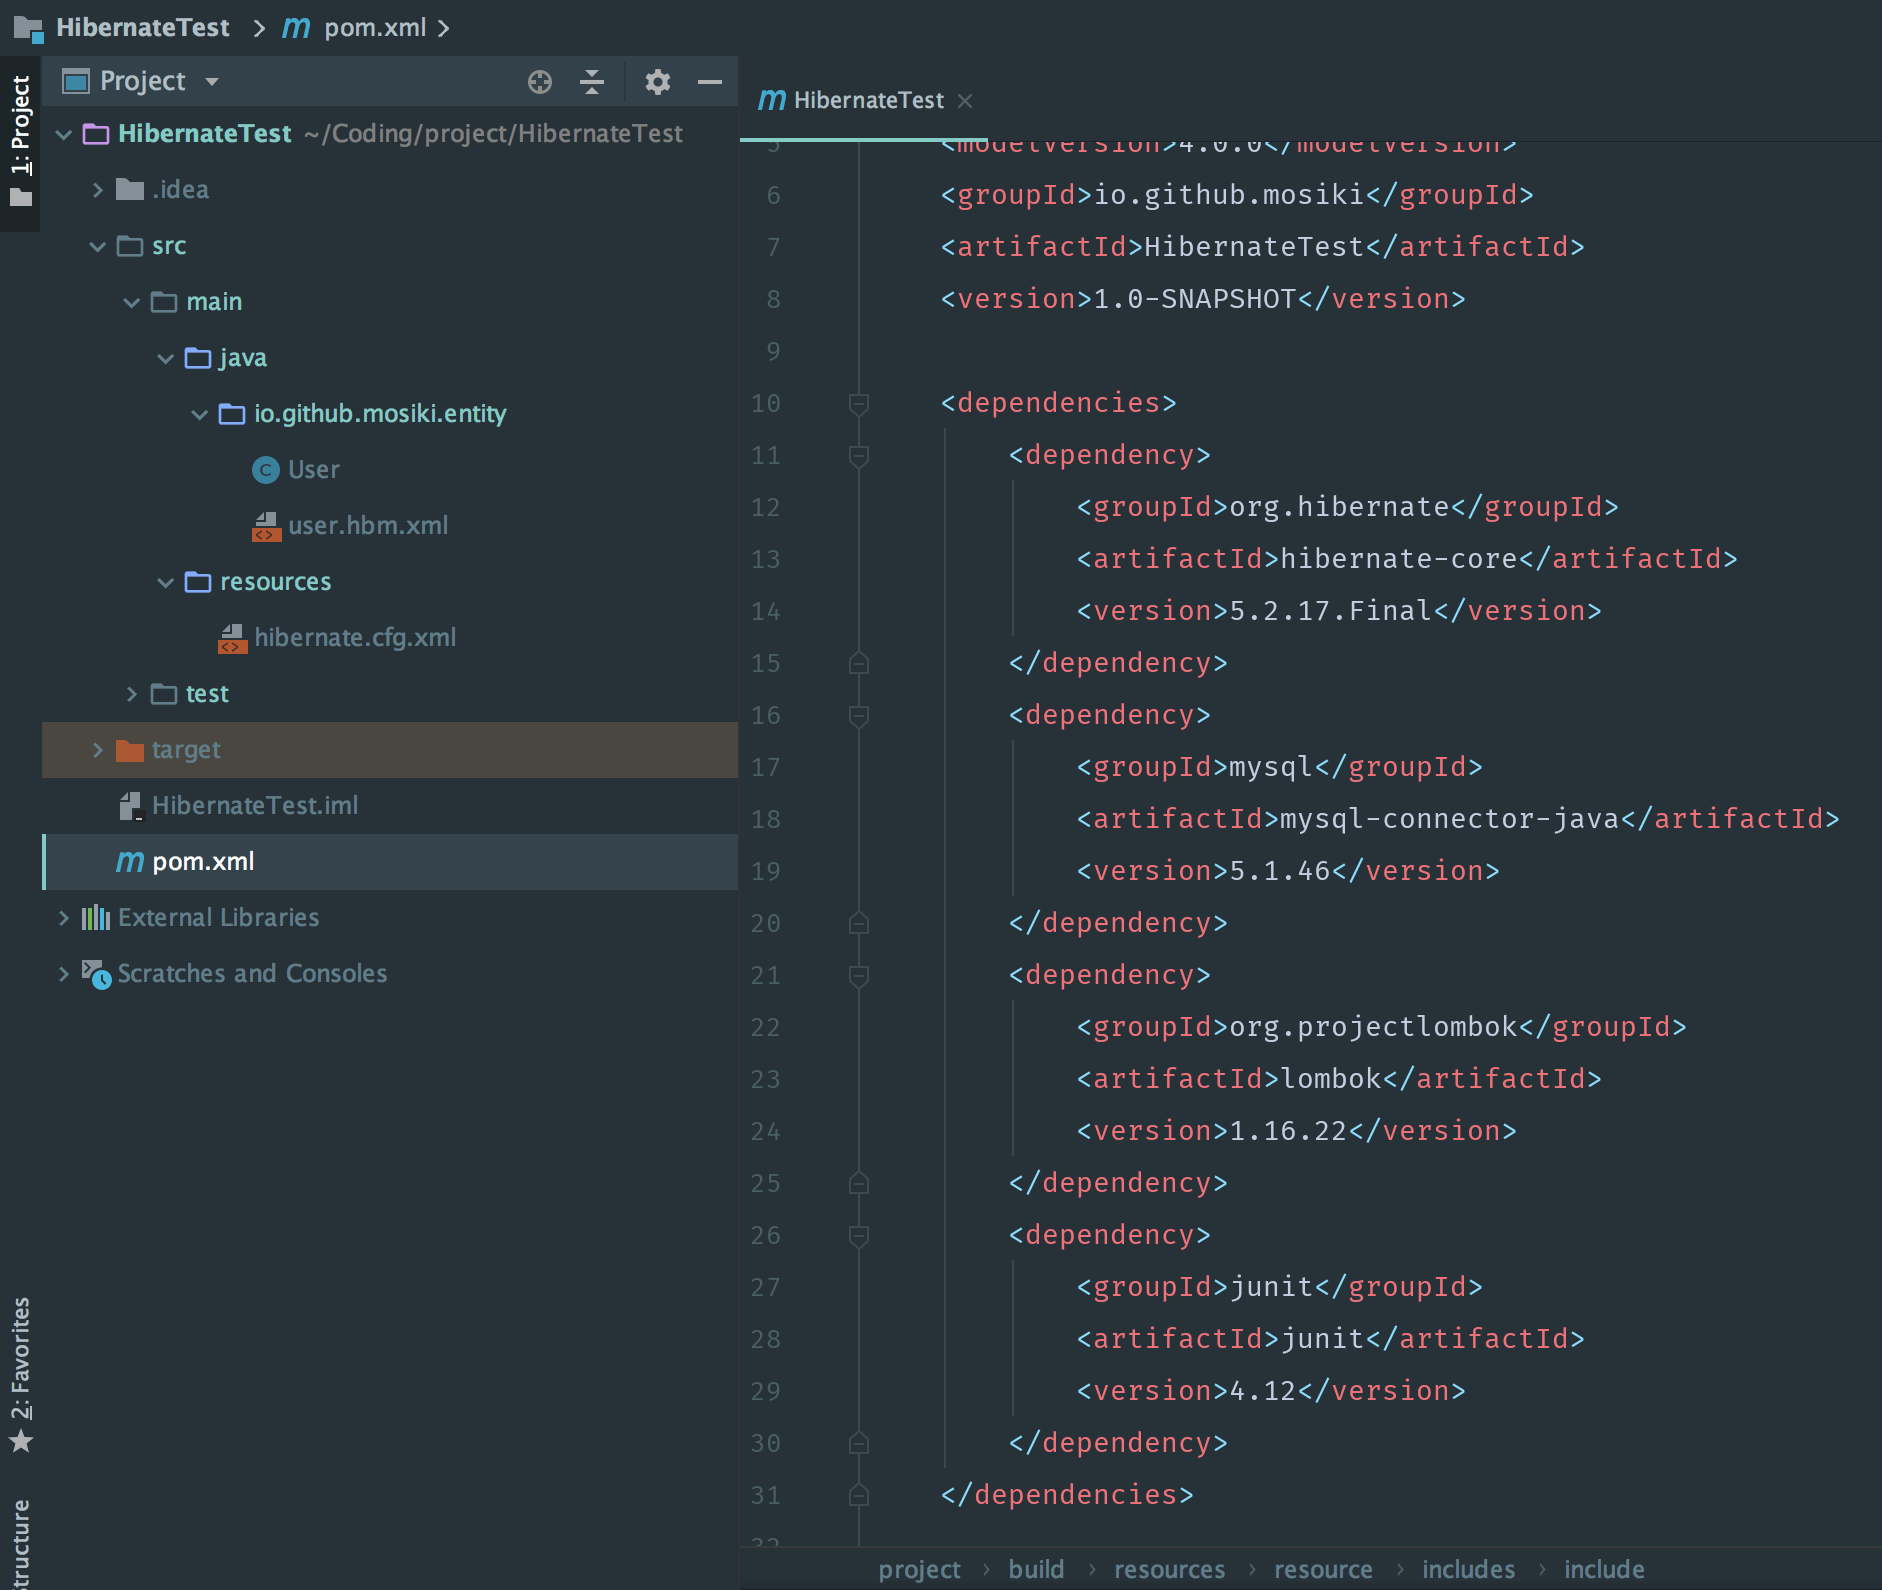 HibernateTest > m pom.xml >
1: Project
Project
HibernateTest ~/Coding/project/HibernateTest
.idea
src
main
java
io.github.mosiki.entity
C User
user.hbm.xml
resources
hibernate.cfg.xml
test
target
HibernateTest.iml
m pom.xml
External Libraries
Scratches and Consoles
2: Favorites
Structure
m HibernateTest ×
5 <modelVersion>4.0.0</modelVersion>
6 <groupId>io.github.mosiki</groupId>
7 <artifactId>HibernateTest</artifactId>
8 <version>1.0-SNAPSHOT</version>
9
10 <dependencies>
11 <dependency>
12 <groupId>org.hibernate</groupId>
13 <artifactId>hibernate-core</artifactId>
14 <version>5.2.17.Final</version>
15 </dependency>
16 <dependency>
17 <groupId>mysql</groupId>
18 <artifactId>mysql-connector-java</artifactId>
19 <version>5.1.46</version>
20 </dependency>
21 <dependency>
22 <groupId>org.projectlombok</groupId>
23 <artifactId>lombok</artifactId>
24 <version>1.16.22</version>
25 </dependency>
26 <dependency>
27 <groupId>junit</groupId>
28 <artifactId>junit</artifactId>
29 <version>4.12</version>
30 </dependency>
31 </dependencies>
32
project > build > resources > resource > includes > include